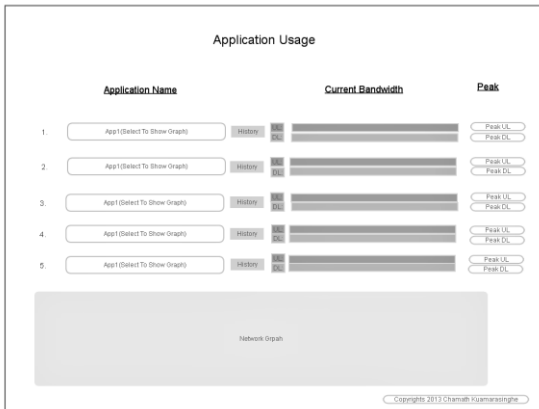 Application Usage
Application Name Current Bandwidth Peak
1. App1(Select To Show Graph) History UL Peak UL
DL Peak DL
2. App1(Select To Show Graph) History UL Peak UL
DL Peak DL
3. App1(Select To Show Graph) History UL Peak UL
DL Peak DL
4. App1(Select To Show Graph) History UL Peak UL
DL Peak DL
5. App1(Select To Show Graph) History UL Peak UL
DL Peak DL
Network Grpah
Copyrights 2013 Chamath Kuamarasinghe